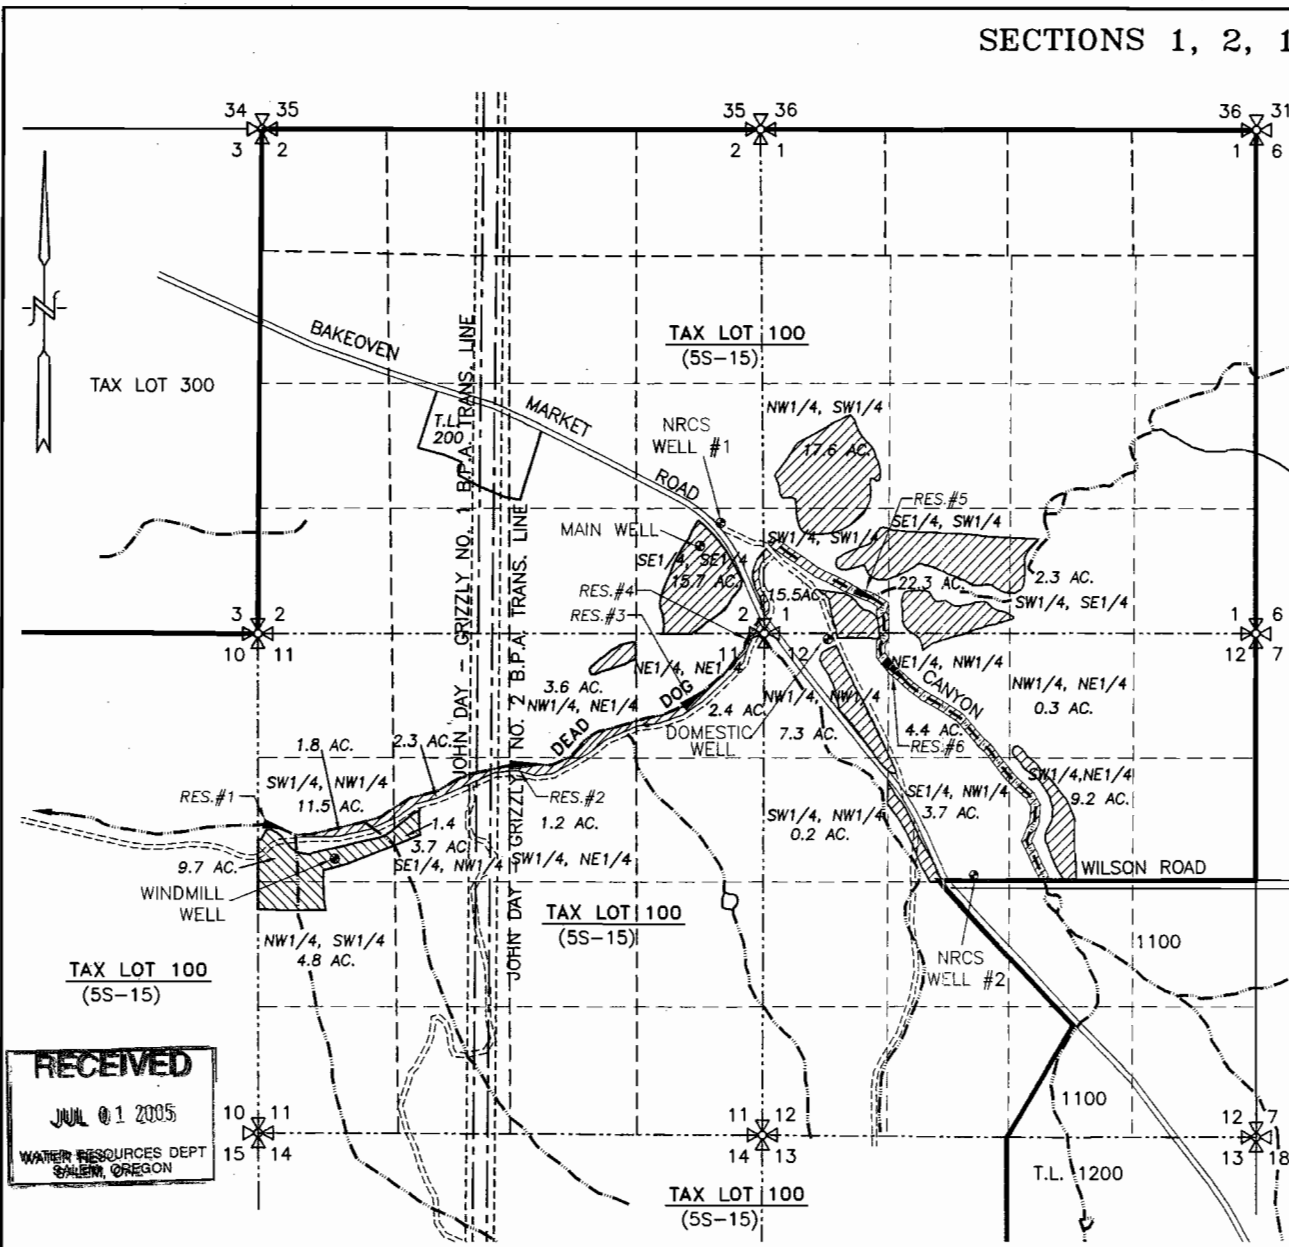 SECTIONS 1, 2, 1
34 35
3 2
35 36
2 1
36 31
1 6
TAX LOT 300
BAKEOVEN
MARKET
ROAD
T.L.
200
JOHN DAY - GRIZZLY NO. 1 B.P.A. TRANS. LINE
JOHN DAY - GRIZZLY NO. 2 B.P.A. TRANS. LINE
TAX LOT 100
(5S-15)
NRCS
WELL #1
NW1/4, SW1/4
17.6 AC.
RES.#5
SE1/4, SW1/4
MAIN WELL
SW1/4, SW1/4
SE1/4, SE1/4
15.7 AC.
22.3 AC.
2.3 AC.
SW1/4, SE1/4
RES.#4
15.5AC.
RES.#3
3 2
10 11
2 1
11 12
1 6
12 7
NE1/4, NE1/4
NE1/4, NW1/4
CANYON
NW1/4, NE1/4
0.3 AC.
3.6 AC.
NW1/4, NE1/4
DEAD
DOG
2.4 AC.
NW1/4, NW1/4
DOMESTIC
WELL
7.3 AC.
4.4 AC.
RES.#6
1.8 AC.
2.3 AC.
SW1/4, NW1/4
11.5 AC.
RES.#1
RES.#2
1.2 AC.
SW1/4, NW1/4
0.2 AC.
SE1/4, NW1/4
3.7 AC.
SW1/4, NE1/4
9.2 AC.
1.4
3.7 AC.
SE1/4, NW1/4
SW1/4, NE1/4
9.7 AC.
WINDMILL
WELL
WILSON ROAD
TAX LOT 100
(5S-15)
NW1/4, SW1/4
4.8 AC.
NRCS
WELL #2
1100
TAX LOT 100
(5S-15)
RECEIVED
JUL 01 2005
WATER RESOURCES DEPT
SALEM, OREGON
10 11
15 14
11 12
14 13
1100
12 7
13 18
T.L. 1200
TAX LOT 100
(5S-15)
N